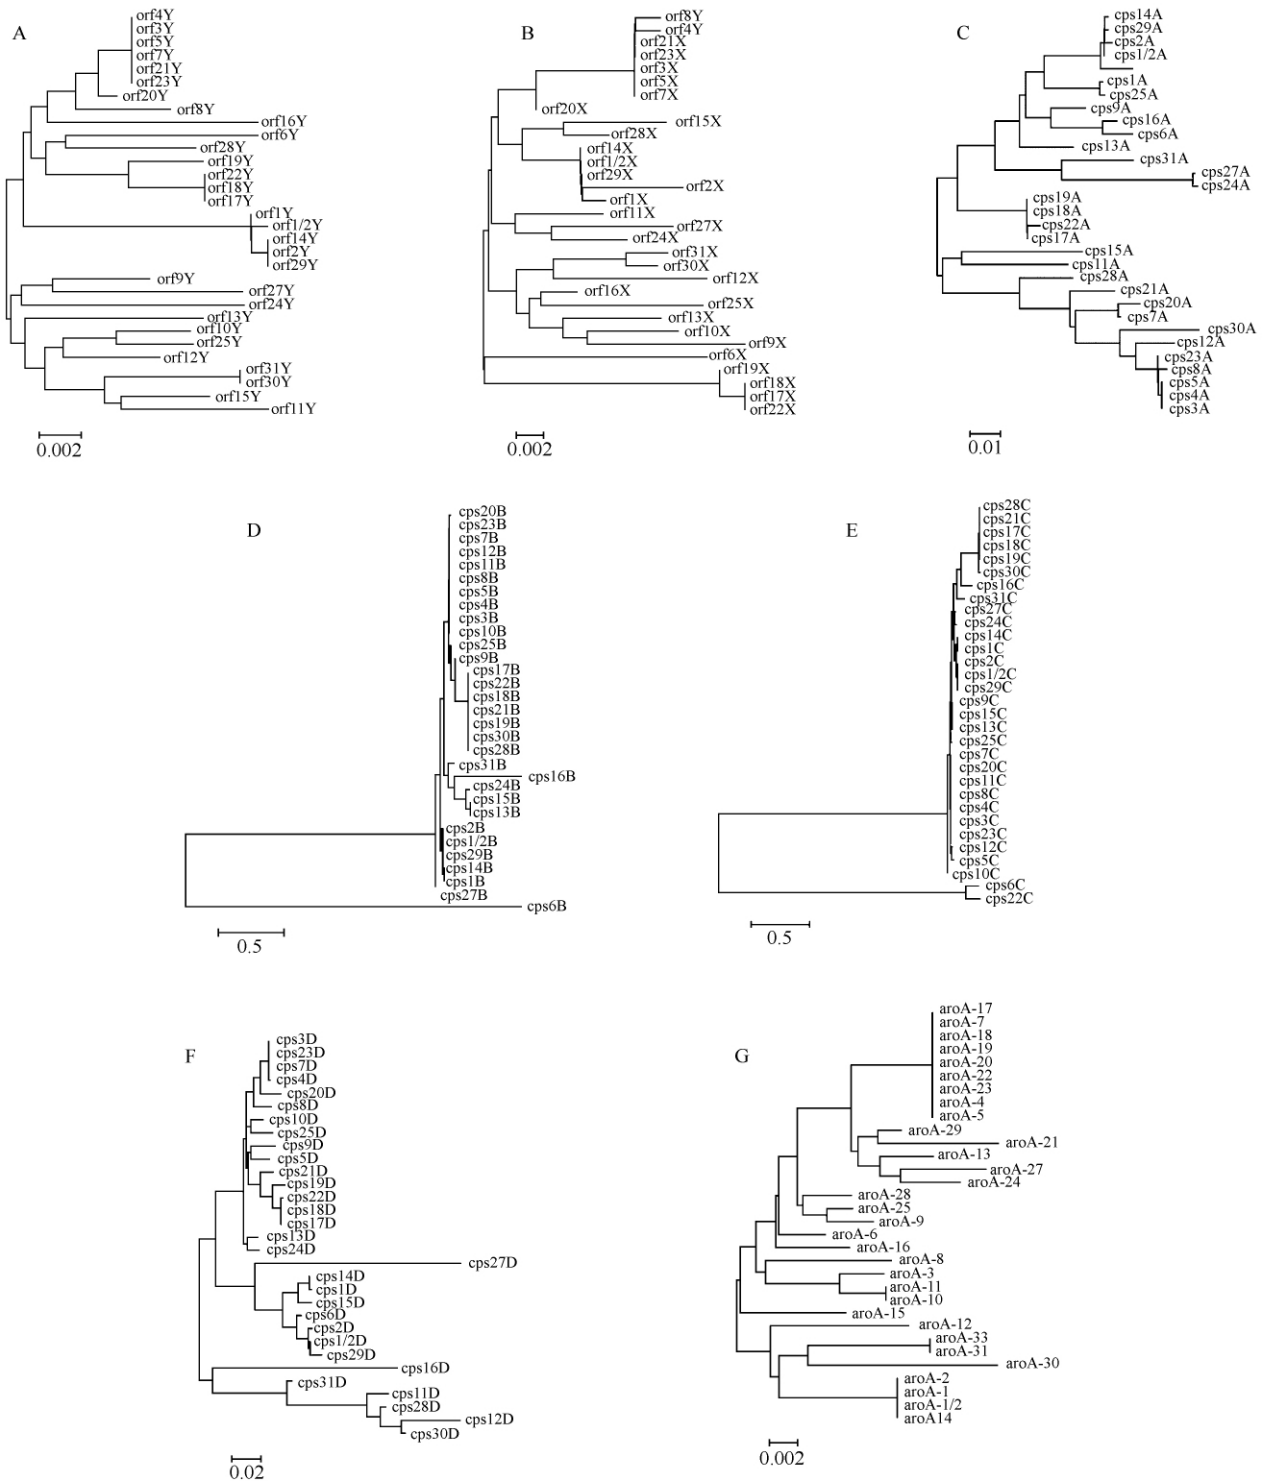 A
orf4Y
orf3Y
orf5Y
orf7Y
orf21Y
orf23Y
orf20Y
orf8Y
orf16Y
orf6Y
orf28Y
orf19Y
orf22Y
orf18Y
orf17Y
orf1Y
orf1/2Y
orf14Y
orf2Y
orf29Y
orf9Y
orf27Y
orf24Y
orf13Y
orf10Y
orf25Y
orf12Y
orf31Y
orf30Y
orf15Y
orf11Y
0.002
B
orf8Y
orf4Y
orf21X
orf23X
orf3X
orf5X
orf7X
orf20X
orf15X
orf28X
orf14X
orf1/2X
orf29X
orf2X
orf1X
orf11X
orf27X
orf24X
orf31X
orf30X
orf12X
orf16X
orf25X
orf13X
orf10X
orf9X
orf6X
orf19X
orf18X
orf17X
orf22X
0.002
C
cps14A
cps29A
cps2A
cps1/2A
cps1A
cps25A
cps9A
cps16A
cps6A
cps13A
cps31A
cps27A
cps24A
cps19A
cps18A
cps22A
cps17A
cps15A
cps11A
cps28A
cps21A
cps20A
cps7A
cps30A
cps12A
cps23A
cps8A
cps5A
cps4A
cps3A
0.01
D
cps20B
cps23B
cps7B
cps12B
cps11B
cps8B
cps5B
cps4B
cps3B
cps10B
cps25B
cps9B
cps17B
cps22B
cps18B
cps21B
cps19B
cps30B
cps28B
cps31B
cps16B
cps24B
cps15B
cps13B
cps2B
cps1/2B
cps29B
cps14B
cps1B
cps27B
cps6B
0.5
E
cps28C
cps21C
cps17C
cps18C
cps19C
cps30C
cps16C
cps31C
cps27C
cps24C
cps14C
cps1C
cps2C
cps1/2C
cps29C
cps9C
cps15C
cps13C
cps25C
cps7C
cps20C
cps11C
cps8C
cps4C
cps3C
cps23C
cps12C
cps5C
cps10C
cps6C
cps22C
0.5
F
cps3D
cps23D
cps7D
cps4D
cps20D
cps8D
cps10D
cps25D
cps9D
cps5D
cps21D
cps19D
cps22D
cps18D
cps17D
cps13D
cps24D
cps27D
cps14D
cps1D
cps15D
cps6D
cps2D
cps1/2D
cps29D
cps16D
cps31D
cps11D
cps28D
cps12D
cps30D
0.02
G
aroA-17
aroA-7
aroA-18
aroA-19
aroA-20
aroA-22
aroA-23
aroA-4
aroA-5
aroA-29
aroA-21
aroA-13
aroA-27
aroA-24
aroA-28
aroA-25
aroA-9
aroA-6
aroA-16
aroA-8
aroA-3
aroA-11
aroA-10
aroA-15
aroA-12
aroA-33
aroA-31
aroA-30
aroA-2
aroA-1
aroA-1/2
aroA14
0.002